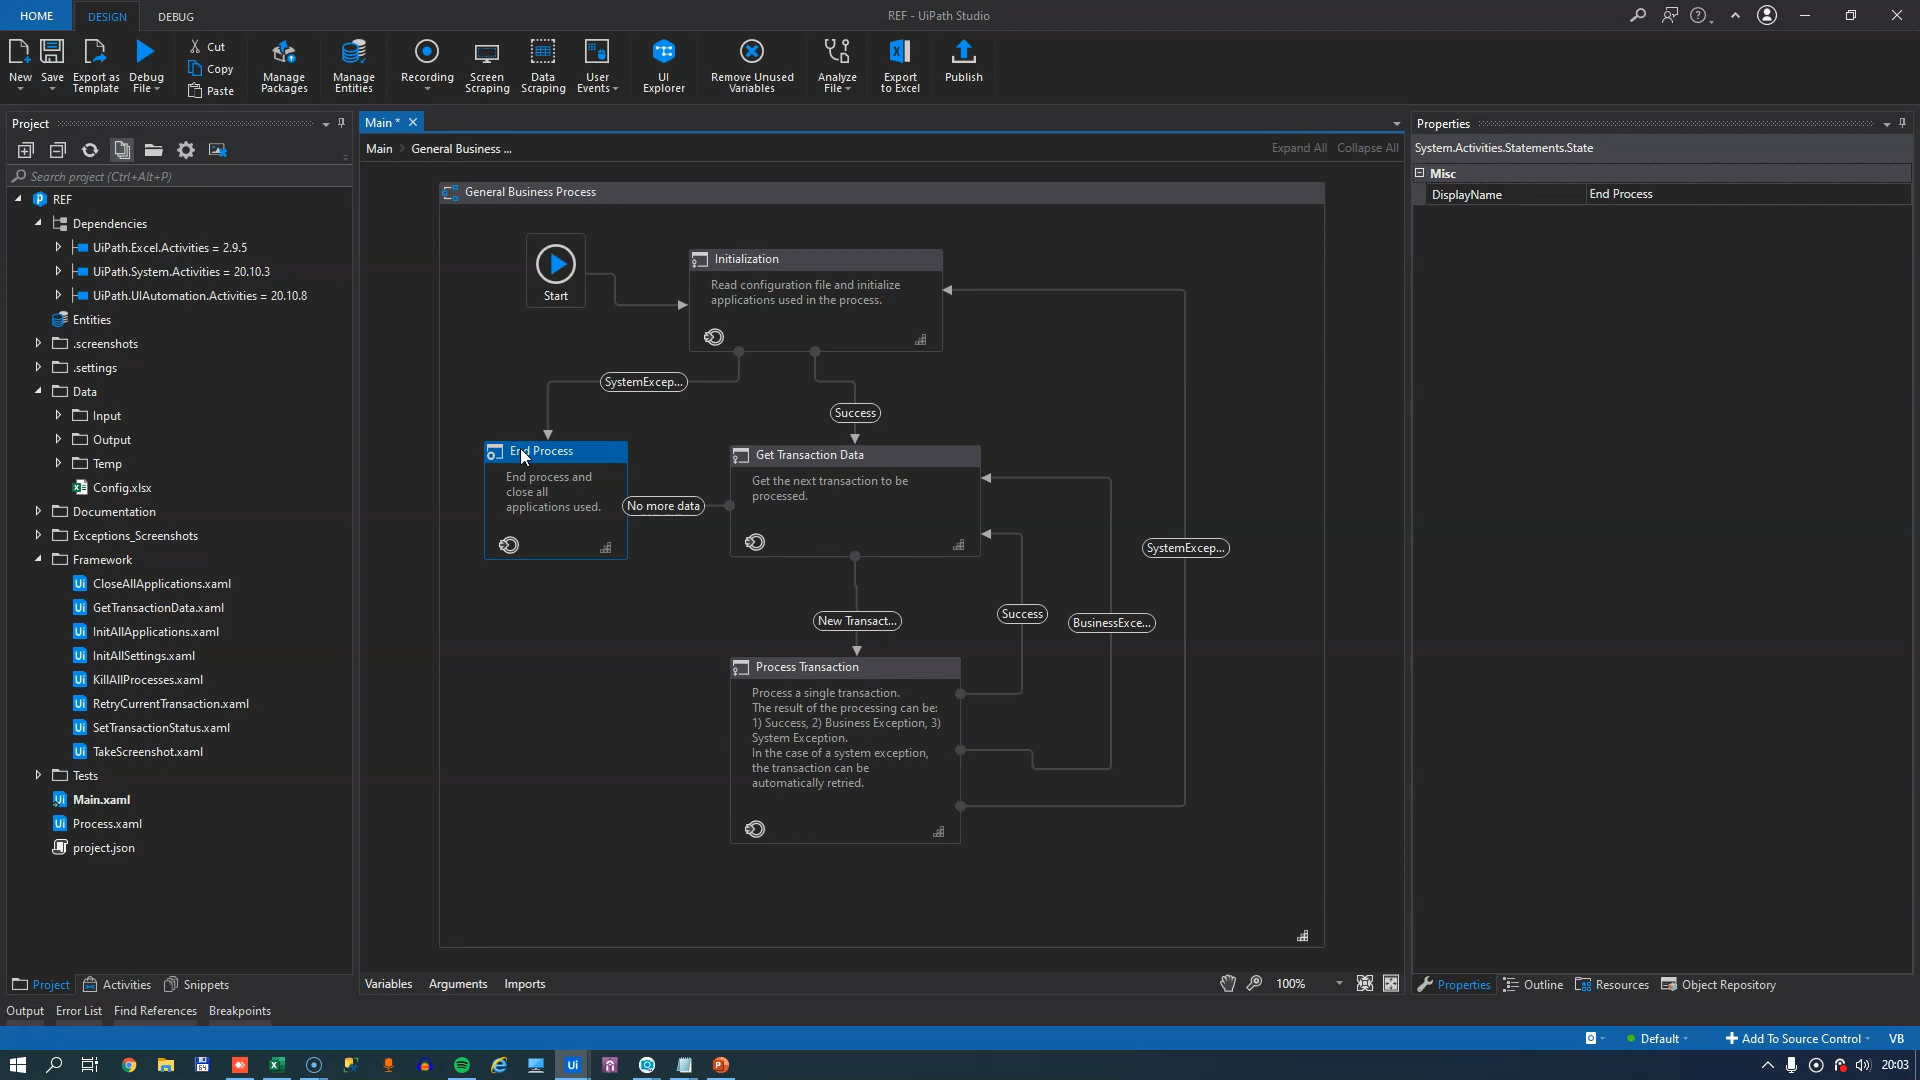 HOME
DESIGN
DEBUG
REF - UiPath Studio
New
Save
Export as
Template
Debug
File
Cut
Copy
Paste
Manage
Packages
Manage
Entities
Recording
Screen
Scraping
Data
Scraping
User
Events
UI
Explorer
Remove Unused
Variables
Analyze
File
Export
to Excel
Publish
Project
Search project (Ctrl+Alt+P)
REF
Dependencies
UiPath.Excel.Activities = 2.9.5
UiPath.System.Activities = 20.10.3
UiPath.UIAutomation.Activities = 20.10.8
Entities
.screenshots
.settings
Data
Input
Output
Temp
Config.xlsx
Documentation
Exceptions_Screenshots
Framework
CloseAllApplications.xaml
GetTransactionData.xaml
InitAllApplications.xaml
InitAllSettings.xaml
KillAllProcesses.xaml
RetryCurrentTransaction.xaml
SetTransactionStatus.xaml
TakeScreenshot.xaml
Tests
Main.xaml
Process.xaml
project.json
Project
Activities
Snippets
Main *
Main
General Business ...
Expand All
Collapse All
General Business Process
Start
Initialization
Read configuration file and initialize
applications used in the process.
SystemExcep...
Success
End Process
End process and
close all
applications used.
No more data
Get Transaction Data
Get the next transaction to be
processed.
SystemExcep...
Success
BusinessExce...
New Transact...
Process Transaction
Process a single transaction.
The result of the processing can be:
1) Success, 2) Business Exception, 3)
System Exception.
In the case of a system exception,
the transaction can be
automatically retried.
Variables
Arguments
Imports
100%
Properties
System.Activities.Statements.State
Misc
DisplayName
End Process
Properties
Outline
Resources
Object Repository
Output
Error List
Find References
Breakpoints
Default
Add To Source Control
VB
20:03